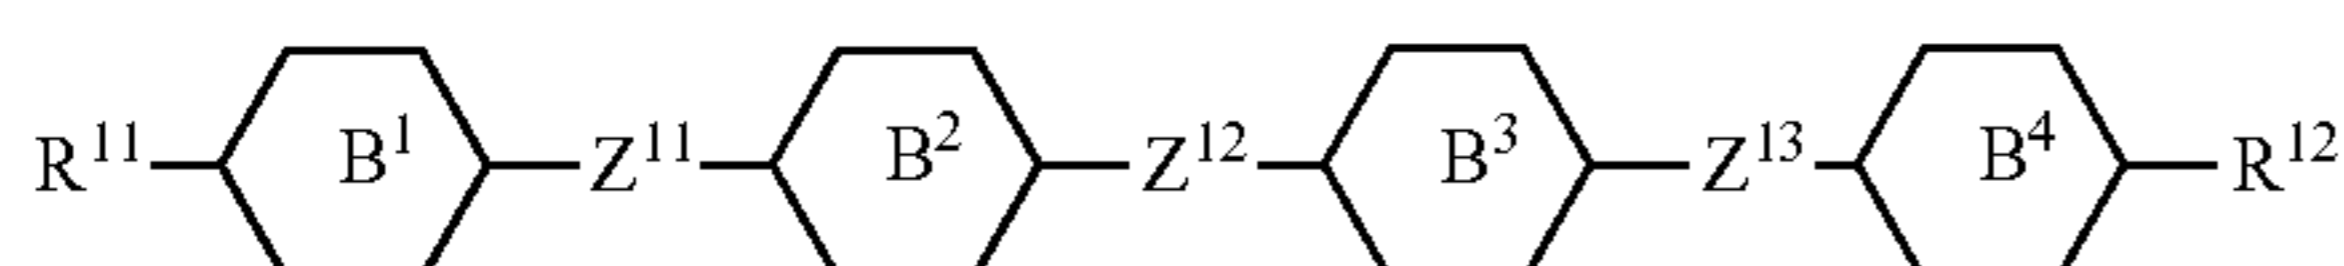 R¹¹ B¹ Z¹¹ B² Z¹² B³ Z¹³ B⁴ R¹²